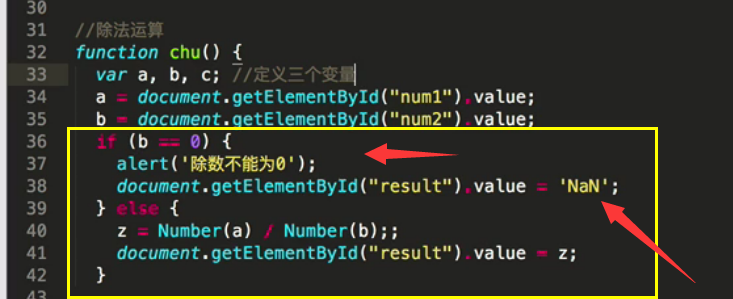 30
31 //除法运算
32 function chu() {
33 var a, b, c; //定义三个变量
34 a = document.getElementById("num1").value;
35 b = document.getElementById("num2").value;
36 if (b == 0) {
37 alert('除数不能为0');
38 document.getElementById("result").value = 'NaN';
39 } else {
40 z = Number(a) / Number(b);;
41 document.getElementById("result").value = z;
42 }
43